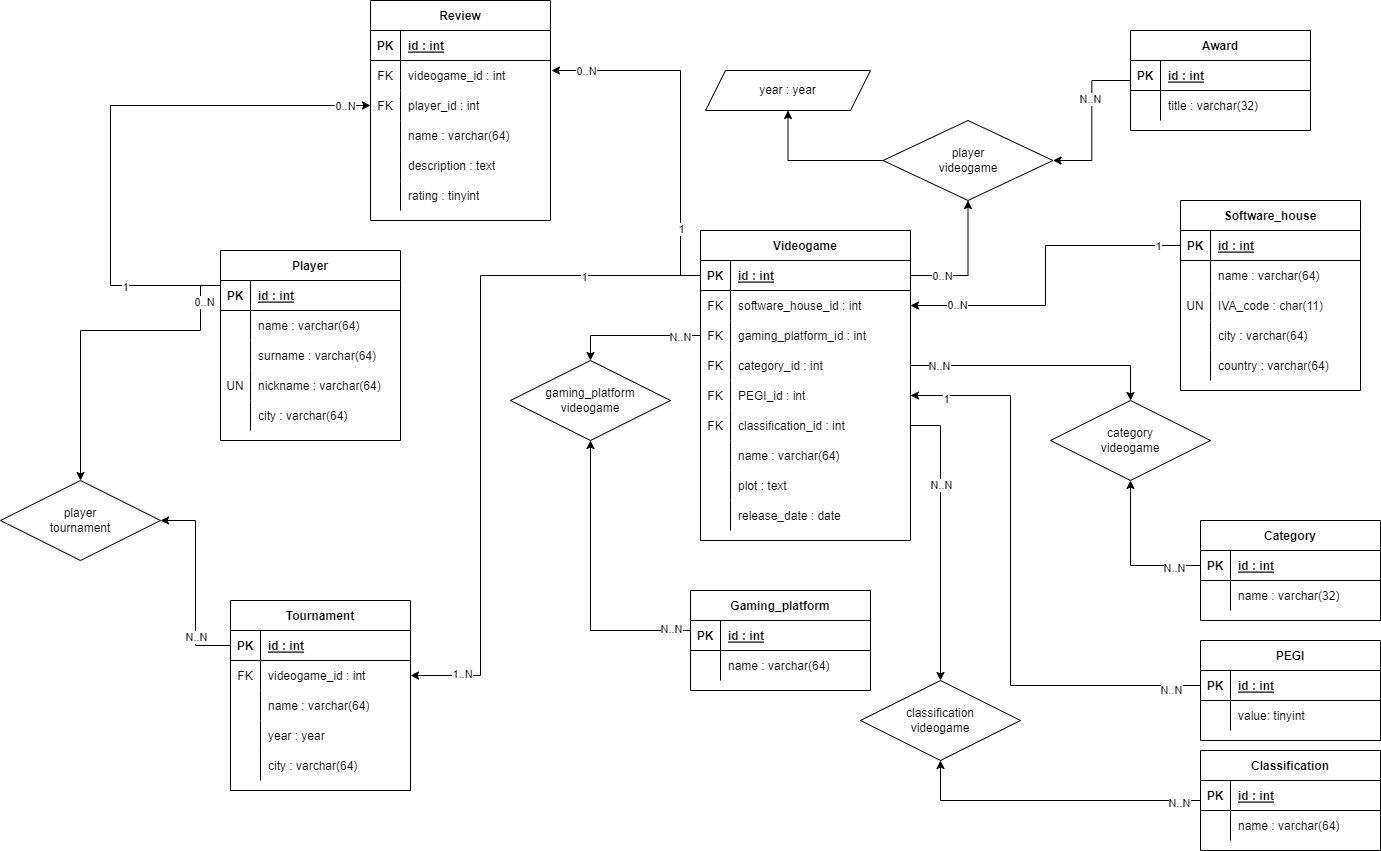 Review
PK id : int
FK videogame_id : int
FK player_id : int
name : varchar(64)
description : text
rating : tinyint
0..N
0..N
1
1
year : year
player
videogame
Award
PK id : int
title : varchar(32)
N..N
0..N
Software_house
PK id : int
name : varchar(64)
UN IVA_code : char(11)
city : varchar(64)
country : varchar(64)
1
0..N
Player
PK id : int
name : varchar(64)
surname : varchar(64)
UN nickname : varchar(64)
city : varchar(64)
0..N
1
Videogame
PK id : int
FK software_house_id : int
FK gaming_platform_id : int
FK category_id : int
FK PEGI_id : int
FK classification_id : int
name : varchar(64)
plot : text
release_date : date
N..N
gaming_platform
videogame
N..N
N..N
category
videogame
N..N
1
N..N
player
tournament
N..N
Tournament
PK id : int
FK videogame_id : int
name : varchar(64)
year : year
city : varchar(64)
1..N
Gaming_platform
PK id : int
name : varchar(64)
classification
videogame
Category
PK id : int
name : varchar(32)
PEGI
PK id : int
value: tinyint
N..N
Classification
PK id : int
name : varchar(64)
N..N